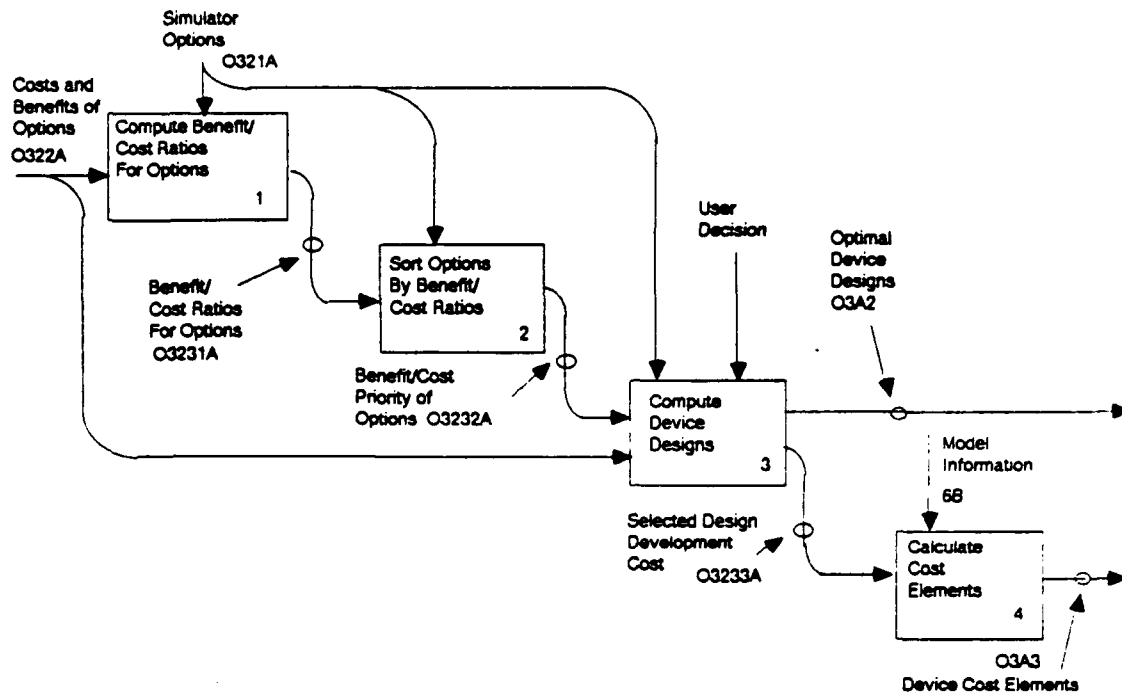 Simulator
Options
O321A
Costs and
Benefits of
Options
O322A
Compute Benefit/
Cost Ratios
For Options
1
Benefit/
Cost Ratios
For Options
O3231A
Sort Options
By Benefit/
Cost Ratios
2
Benefit/Cost
Priority of
Options O3232A
User
Decision
Optimal
Device
Designs
O3A2
Compute
Device
Designs
3
Model
Information
6B
Selected Design
Development
Cost
O3233A
Calculate
Cost
Elements
4
O3A3
Device Cost Elements